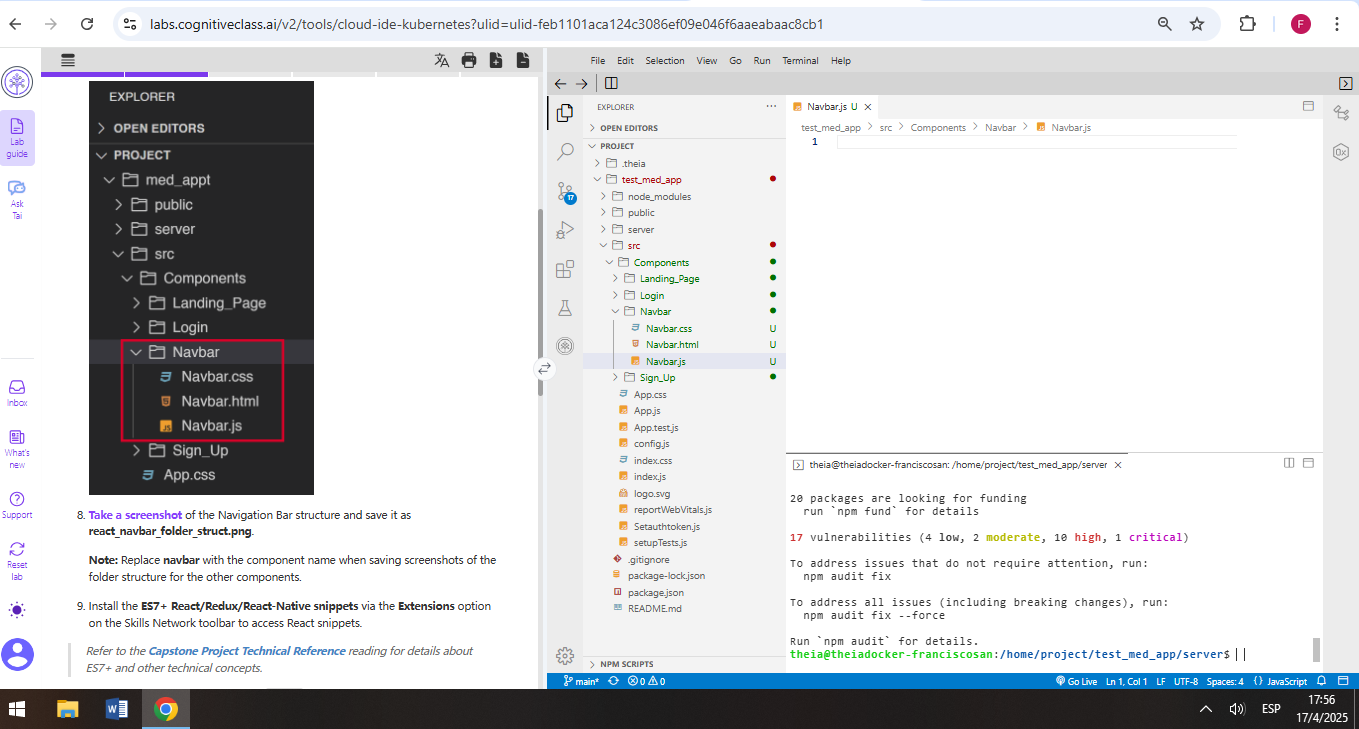 labs.cognitiveclass.ai/v2/tools/cloud-ide-kubernetes?ulid=ulid-feb1101aca124c3086ef09e046f6aaeabaac8cb1
F
Lab
guide
Ask
Tai
Inbox
What's
new
Support
Reset
lab
EXPLORER
OPEN EDITORS
PROJECT
med_appt
public
server
src
Components
Landing_Page
Login
Navbar
Navbar.css
Navbar.html
Navbar.js
Sign_Up
App.css
8. Take a screenshot of the Navigation Bar structure and save it as
react_navbar_folder_struct.png.
Note: Replace navbar with the component name when saving screenshots of the
folder structure for the other components.
9. Install the ES7+ React/Redux/React-Native snippets via the Extensions option
on the Skills Network toolbar to access React snippets.
Refer to the Capstone Project Technical Reference reading for details about
ES7+ and other technical concepts.
File Edit Selection View Go Run Terminal Help
17
EXPLORER
OPEN EDITORS
PROJECT
.theia
test_med_app
node_modules
public
server
src
Components
Landing_Page
Login
Navbar
Navbar.css U
Navbar.html U
Navbar.js U
Sign_Up
App.css
App.js
App.test.js
config.js
index.css
index.js
logo.svg
reportWebVitals.js
Setauthtoken.js
setupTests.js
.gitignore
package-lock.json
package.json
README.md
NPM SCRIPTS
Navbar.js U
test_med_app > src > Components > Navbar > Navbar.js
1
theia@theiadocker-franciscosan: /home/project/test_med_app/server
20 packages are looking for funding
run `npm fund` for details
17 vulnerabilities (4 low, 2 moderate, 10 high, 1 critical)
To address issues that do not require attention, run:
npm audit fix
To address all issues (including breaking changes), run:
npm audit fix --force
Run `npm audit` for details.
theia@theiadocker-franciscosan:/home/project/test_med_app/server$
main* 0 0 Go Live Ln 1, Col 1 LF UTF-8 Spaces: 4 JavaScript
ESP
17:56
17/4/2025